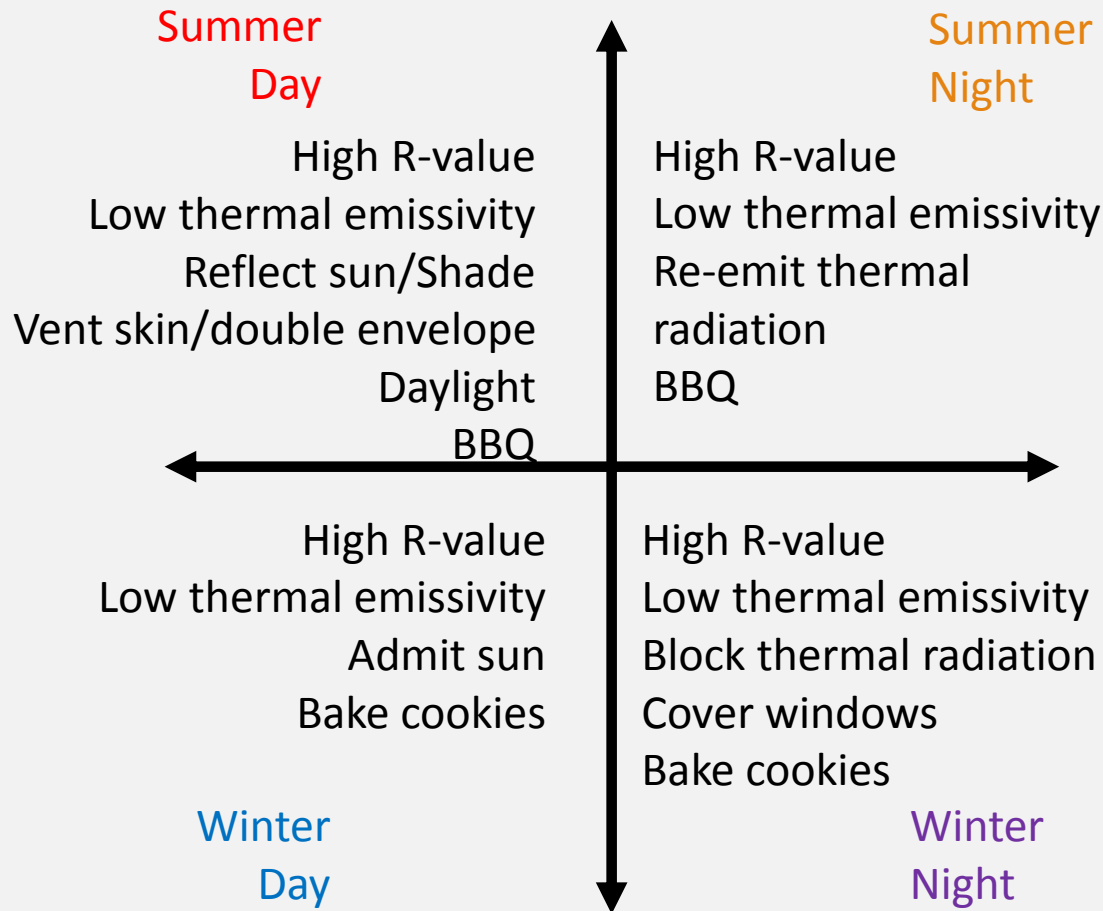 Summer
Day
High R-value
Low thermal emissivity
Reflect sun/Shade
Vent skin/double envelope
Daylight
BBQ
Summer
Night
High R-value
Low thermal emissivity
Re-emit thermal
radiation
BBQ
High R-value
Low thermal emissivity
Admit sun
Bake cookies
Winter
Day
High R-value
Low thermal emissivity
Block thermal radiation
Cover windows
Bake cookies
Winter
Night